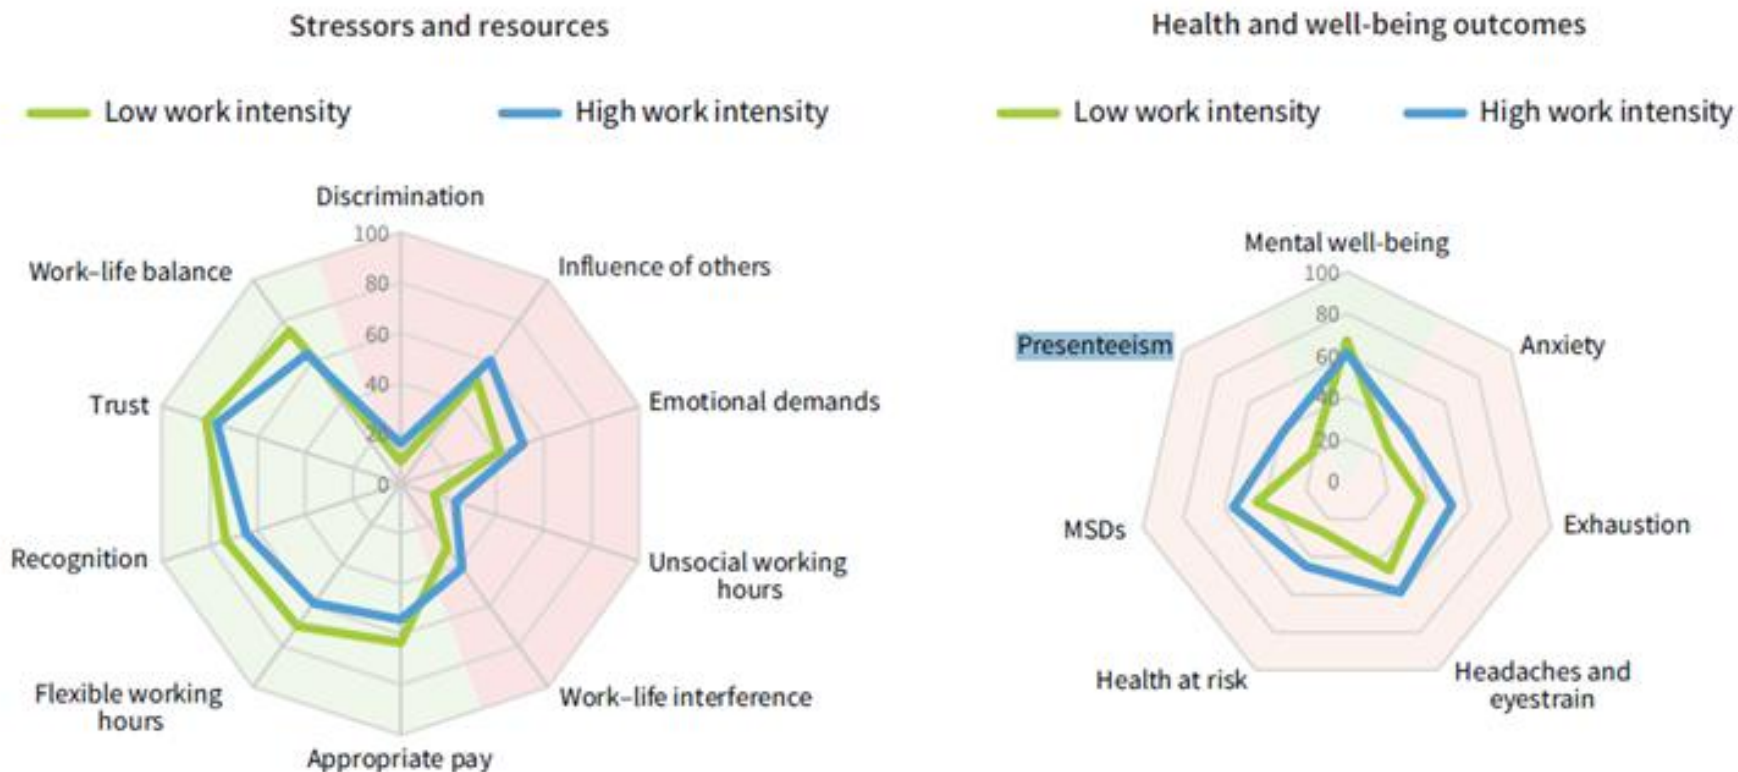 Stressors and resources
Low work intensity
High work intensity
Discrimination
100
80
60
40
20
0
Influence of others
Emotional demands
Unsocial working
hours
Work–life interference
Appropriate pay
Flexible working
hours
Recognition
Trust
Work–life balance
Health and well-being outcomes
Low work intensity
High work intensity
Mental well-being
100
80
60
40
20
0
Anxiety
Exhaustion
Headaches and
eyestrain
Health at risk
MSDs
Presenteeism